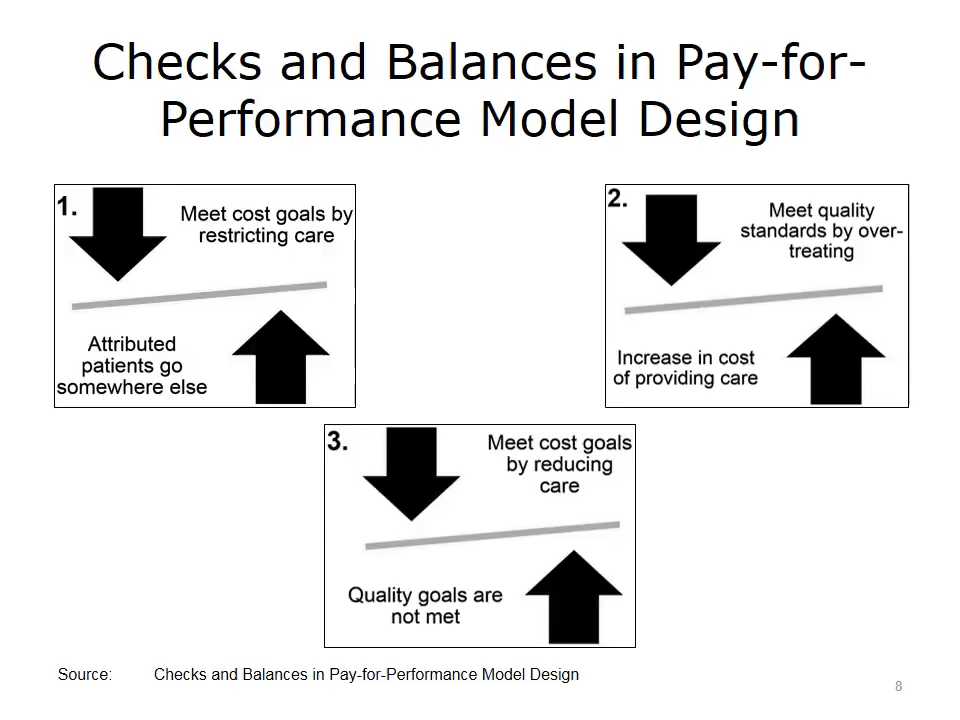 Checks and Balances in Pay-for-
Performance Model Design
1.
Meet cost goals by
restricting care
Attributed
patients go
somewhere else
2.
Meet quality
standards by over-
treating
Increase in cost
of providing care
3.
Meet cost goals
by reducing
care
Quality goals are
not met
Source: Checks and Balances in Pay-for-Performance Model Design
8